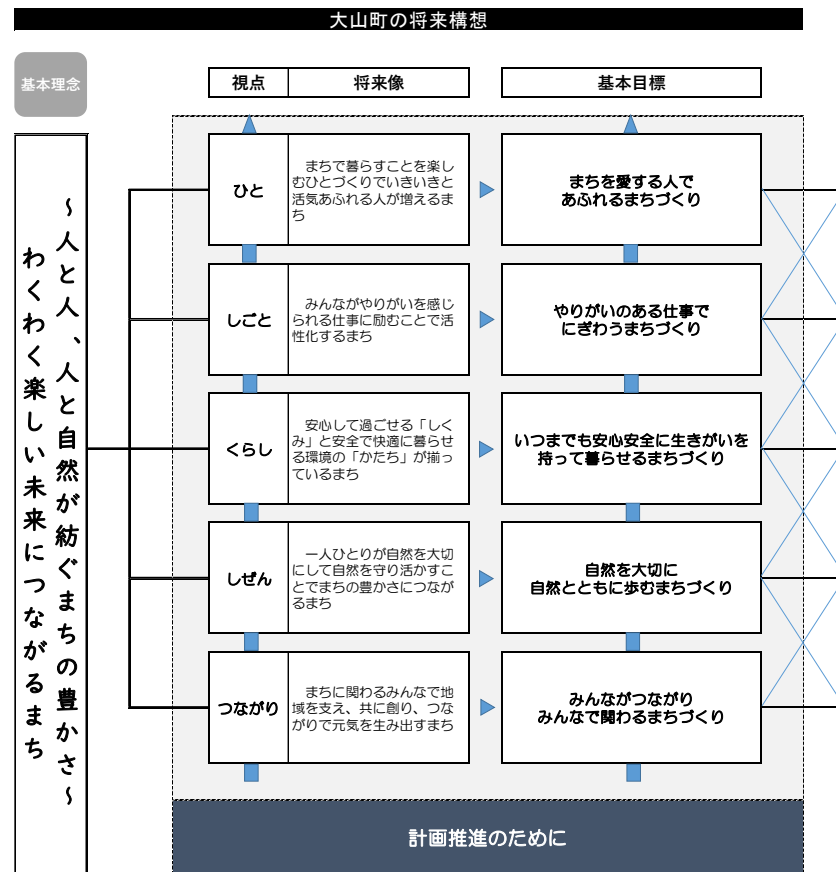 大山町の将来構想
基本理念
視点
将来像
基本目標
～人と人、人と自然が紡ぐまちの豊かさ～
わくわく楽しい未来につながるまち
ひと
まちで暮らすことを楽し
むひとづくりでいきいきと
活気あふれる人が増えるま
ち
まちを愛する人で
あふれるまちづくり
しごと
みんながやりがいを感じ
られる仕事に励むことで活
性化するまち
やりがいのある仕事で
にぎわうまちづくり
くらし
安心して過ごせる「しく
み」と安全で快適に暮らせ
る環境の「かたち」が揃っ
ているまち
いつまでも安心安全に生きがいを
持って暮らせるまちづくり
しぜん
一人ひとりが自然を大切
にして自然を守り活かすこ
とでまちの豊かさにつなが
るまち
自然を大切に
自然とともに歩むまちづくり
つながり
まちに関わるみんなで地
域を支え、共に創り、つな
がりで元気を生み出すまち
みんながつながり
みんなで関わるまちづくり
計画推進のために